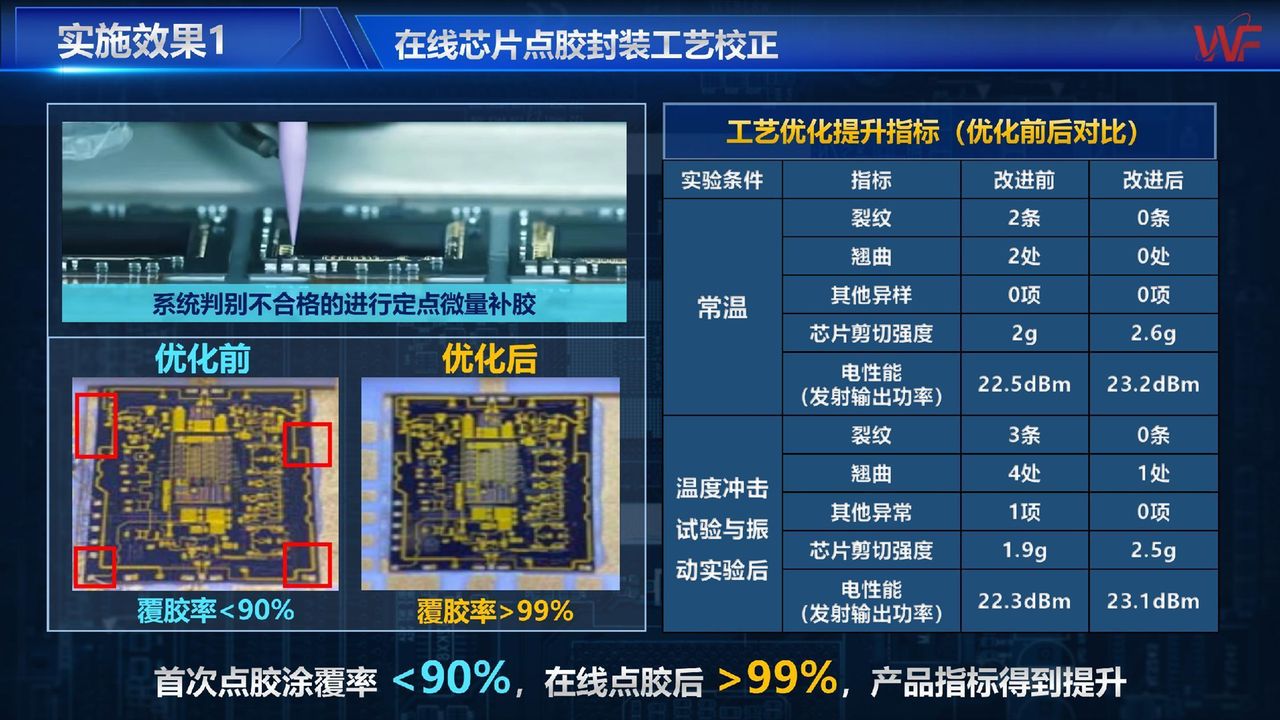 实施效果1
在线芯片点胶封装工艺校正
WF
系统判别不合格的进行定点微量补胶
优化前
优化后
覆胶率<90%
覆胶率>99%
工艺优化提升指标（优化前后对比）
实验条件 指标 改进前 改进后
常温
裂纹 2条 0条
翘曲 2处 0处
其他异样 0项 0项
芯片剪切强度 2g 2.6g
电性能
（发射输出功率） 22.5dBm 23.2dBm
温度冲击
试验与振
动实验后
裂纹 3条 0条
翘曲 4处 1处
其他异常 1项 0项
芯片剪切强度 1.9g 2.5g
电性能
（发射输出功率） 22.3dBm 23.1dBm
首次点胶涂覆率 <90%，在线点胶后 >99%，产品指标得到提升